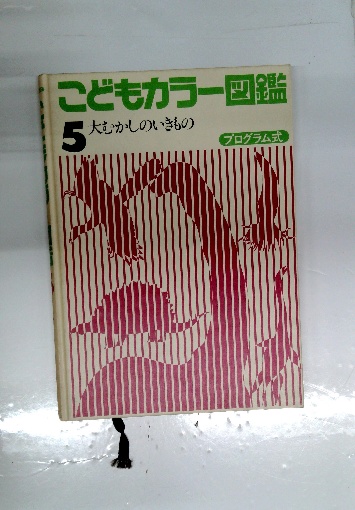 こどもカラー図鑑
5 大むかしのいきもの
プログラム式